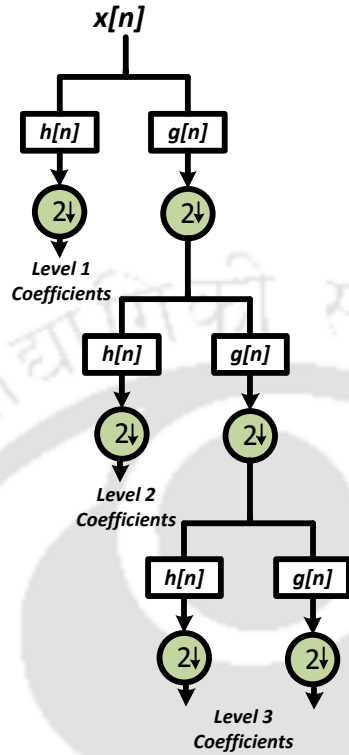 x[n]
h[n] g[n]
2↓ 2↓
Level 1
Coefficients
h[n] g[n]
2↓ 2↓
Level 2
Coefficients
h[n] g[n]
2↓ 2↓
Level 3
Coefficients